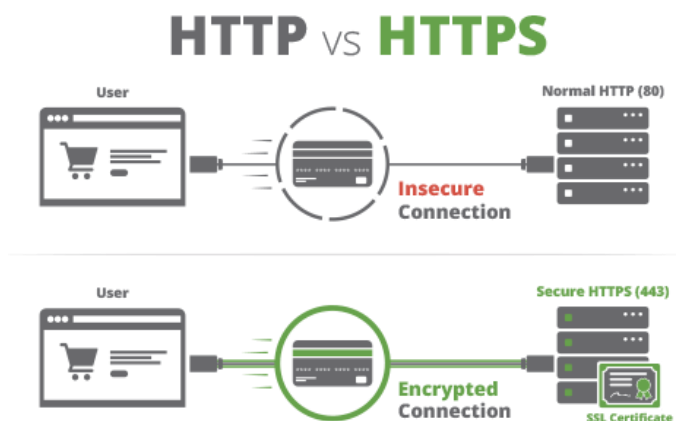 HTTP vs HTTPS
User
Normal HTTP (80)
Insecure
Connection
User
Secure HTTPS (443)
Encrypted
Connection
SSL Certificate